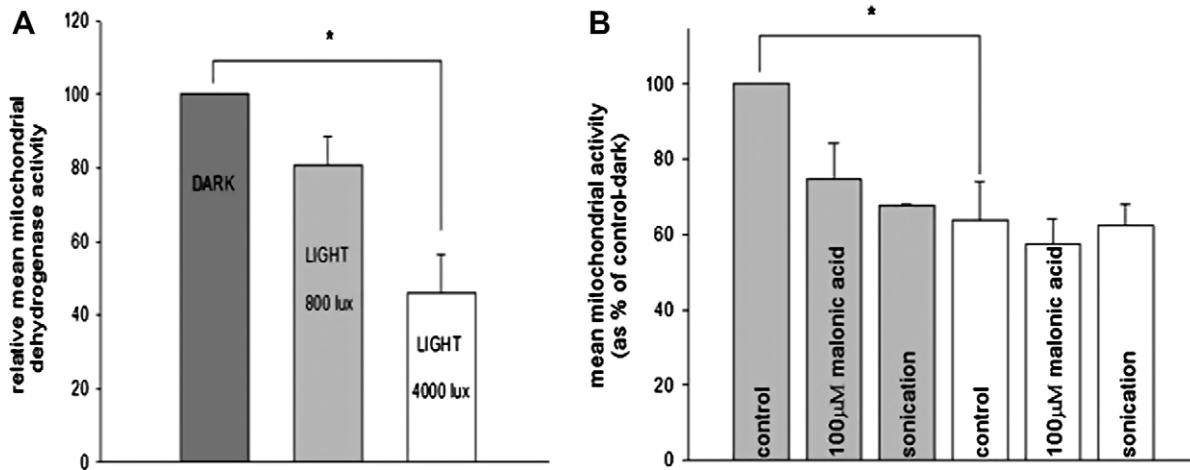 A
relative mean mitochondrial
dehydrogenase activity
120
100
80
60
40
20
0
*
DARK
LIGHT
800 lux
LIGHT
4000 lux
B
mean mitochondrial activity
(as % of control-dark)
100
80
60
40
20
0
*
control
100μM malonic acid
sonication
control
100μM malonic acid
sonication